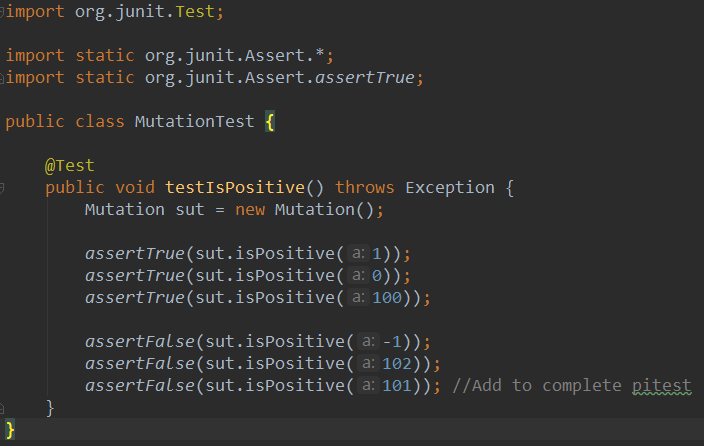 import org.junit.Test;
import static org.junit.Assert.*;
import static org.junit.Assert.assertTrue;
public class MutationTest {
@Test
public void testIsPositive() throws Exception {
Mutation sut = new Mutation();
assertTrue(sut.isPositive( a: 1));
assertTrue(sut.isPositive( a: 0));
assertTrue(sut.isPositive( a: 100));
assertFalse(sut.isPositive( a: -1));
assertFalse(sut.isPositive( a: 102));
assertFalse(sut.isPositive( a: 101)); //Add to complete pitest
}
}